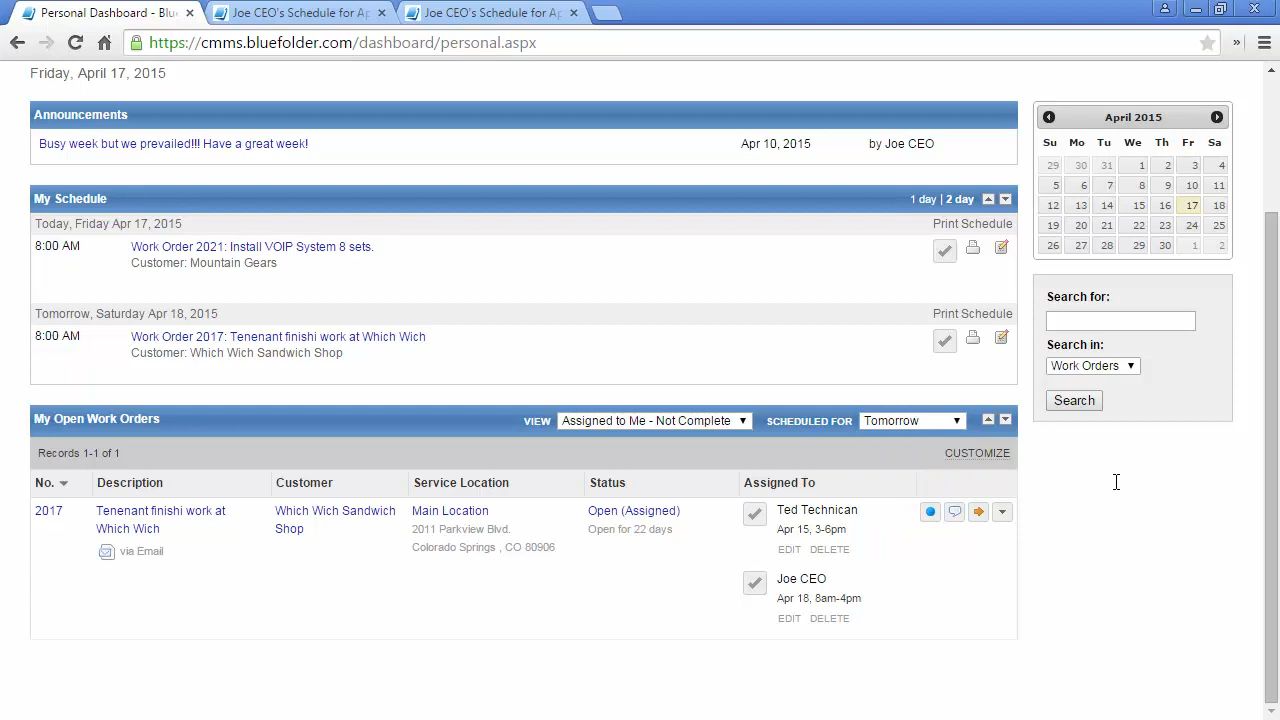 Personal Dashboard - Blu
Joe CEO's Schedule for Ap
Joe CEO's Schedule for Ap
https://cmms.bluefolder.com/dashboard/personal.aspx
Friday, April 17, 2015
Announcements
Busy week but we prevailed!!! Have a great week! Apr 10, 2015 by Joe CEO
My Schedule 1 day | 2 day
Today, Friday Apr 17, 2015 Print Schedule
8:00 AM Work Order 2021: Install VOIP System 8 sets.
Customer: Mountain Gears
Tomorrow, Saturday Apr 18, 2015 Print Schedule
8:00 AM Work Order 2017: Tenenant finishi work at Which Wich
Customer: Which Wich Sandwich Shop
My Open Work Orders VIEW Assigned to Me - Not Complete SCHEDULED FOR Tomorrow
Records 1-1 of 1 CUSTOMIZE
No. Description Customer Service Location Status Assigned To
2017 Tenenant finishi work at Which Wich Which Wich Sandwich Shop Main Location Open (Assigned) Ted Technican
2011 Parkview Blvd. Open for 22 days Apr 15, 3-6pm
via Email Colorado Springs , CO 80906 EDIT DELETE
Joe CEO
Apr 18, 8am-4pm
EDIT DELETE
April 2015
Su Mo Tu We Th Fr Sa
29 30 31 1 2 3 4
5 6 7 8 9 10 11
12 13 14 15 16 17 18
19 20 21 22 23 24 25
26 27 28 29 30 1 2
Search for:
Search in:
Work Orders
Search